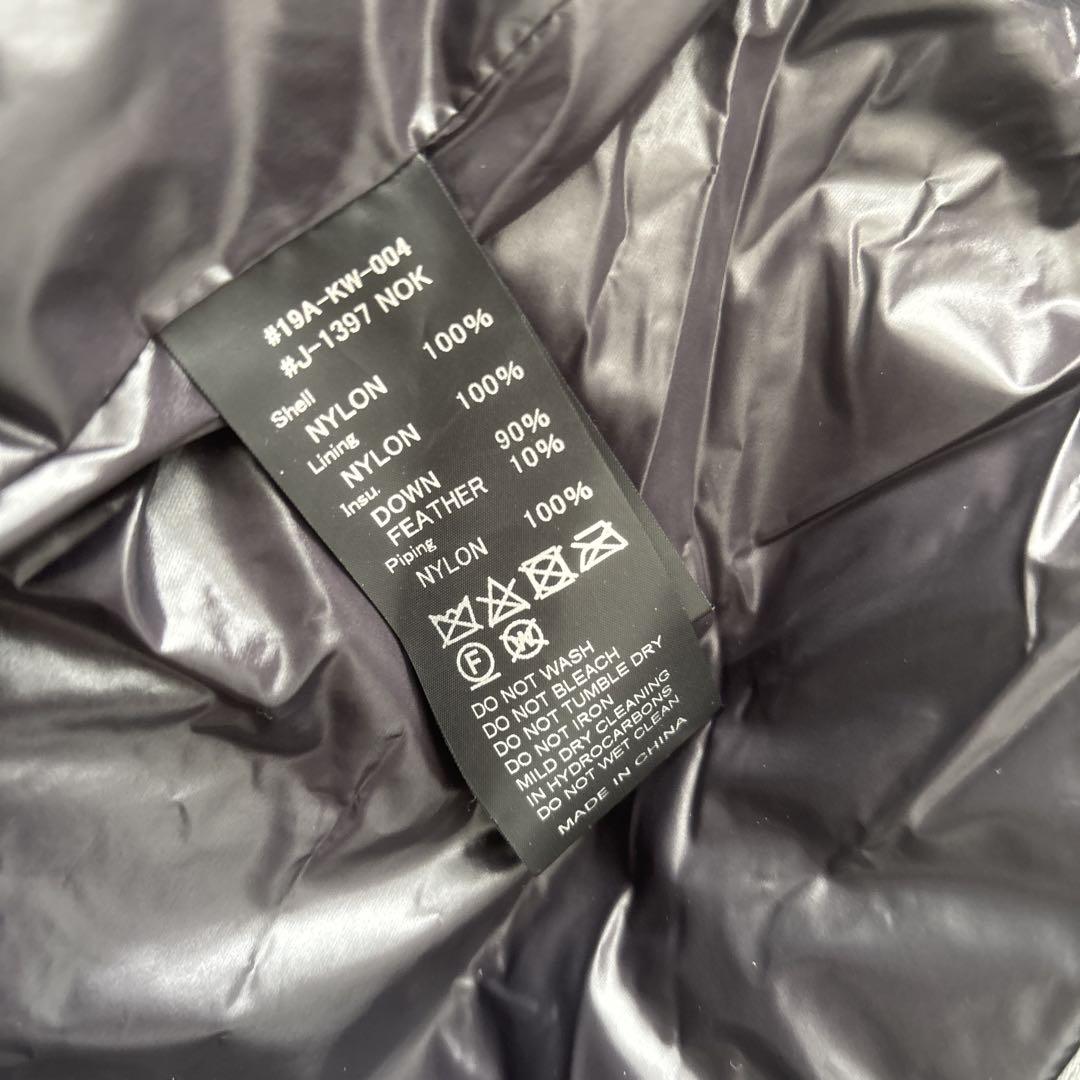 #19A-KW-004
#J-1397 NOK
Shell
NYLON 100%
Lining
NYLON 100%
Insu.
DOWN 90%
FEATHER 10%
Piping
NYLON 100%
F W
DO NOT WASH
DO NOT BLEACH
DO NOT TUMBLE DRY
DO NOT IRON
MILD DRY CLEANING
IN HYDROCARBONS
DO NOT WET CLEAN
MADE IN CHINA